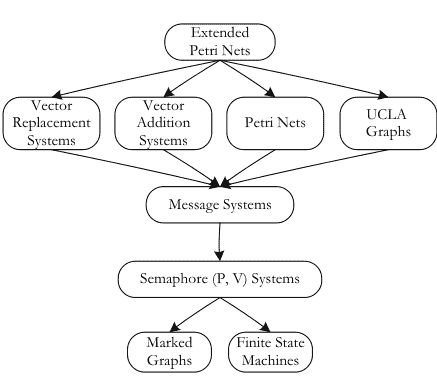 Extended
Petri Nets
Vector
Replacement
Systems
Vector
Addition
Systems
Petri Nets
UCLA
Graphs
Message Systems
Semaphore (P, V) Systems
Marked
Graphs
Finite State
Machines